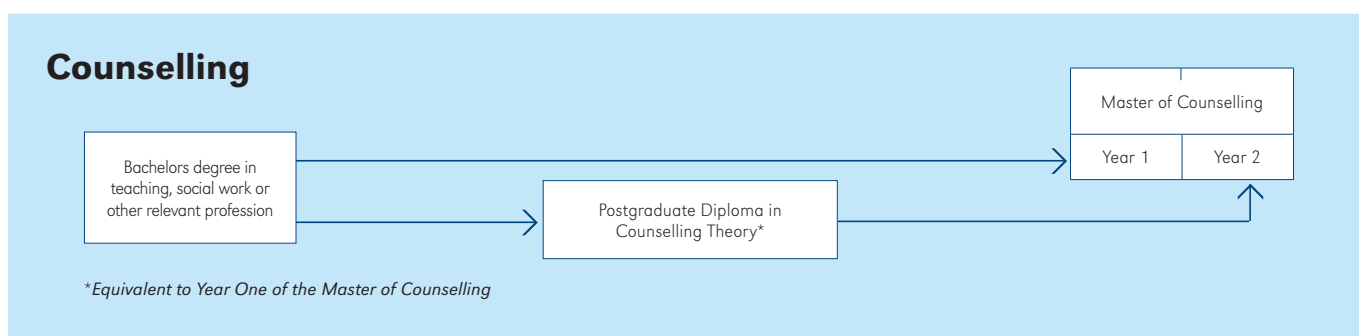 Counselling
Master of Counselling
Year 1
Year 2
Bachelors degree in
teaching, social work or
other relevant profession
Postgraduate Diploma in
Counselling Theory*
*Equivalent to Year One of the Master of Counselling